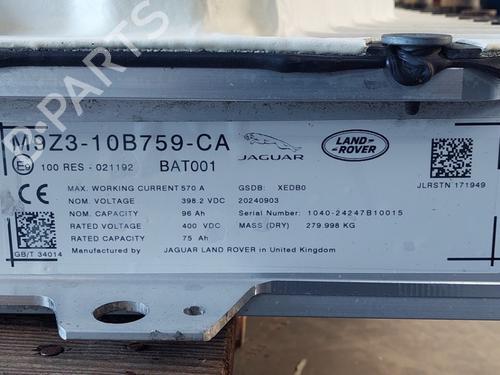 M9Z3-10B759-CA
E9 100 RES - 021192 BAT001
JAGUAR
LAND ROVER
JLRSTN 171949
MAX. WORKING CURRENT 570 A GSDB: XEDB0
NOM. VOLTAGE 398.2 VDC 20240903
NOM. CAPACITY 96 Ah Serial Number: 1040-24247B10015
RATED VOLTAGE 400 VDC MASS (DRY) 279.998 KG
RATED CAPACITY 75 Ah
Manufactured by JAGUAR LAND ROVER in United Kingdom
CE
GB/T 34014
B-PARTS